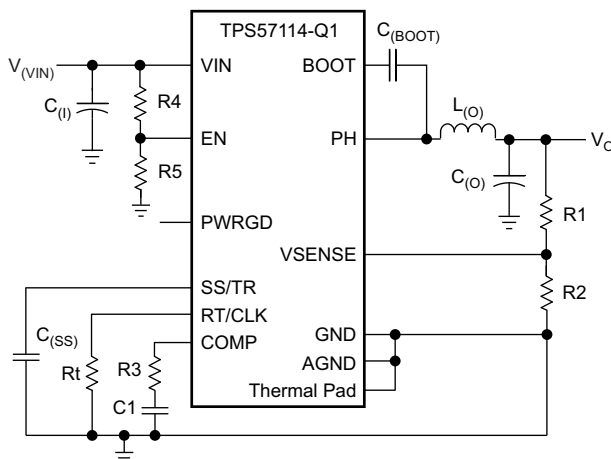 TPS57114-Q1
V(VIN)
VIN
BOOT
C(BOOT)
C(I)
R4
L(O)
EN
PH
VO
R5
C(O)
R1
PWRGD
VSENSE
R2
SS/TR
RT/CLK
GND
C(SS)
COMP
Rt
R3
AGND
C1
Thermal Pad